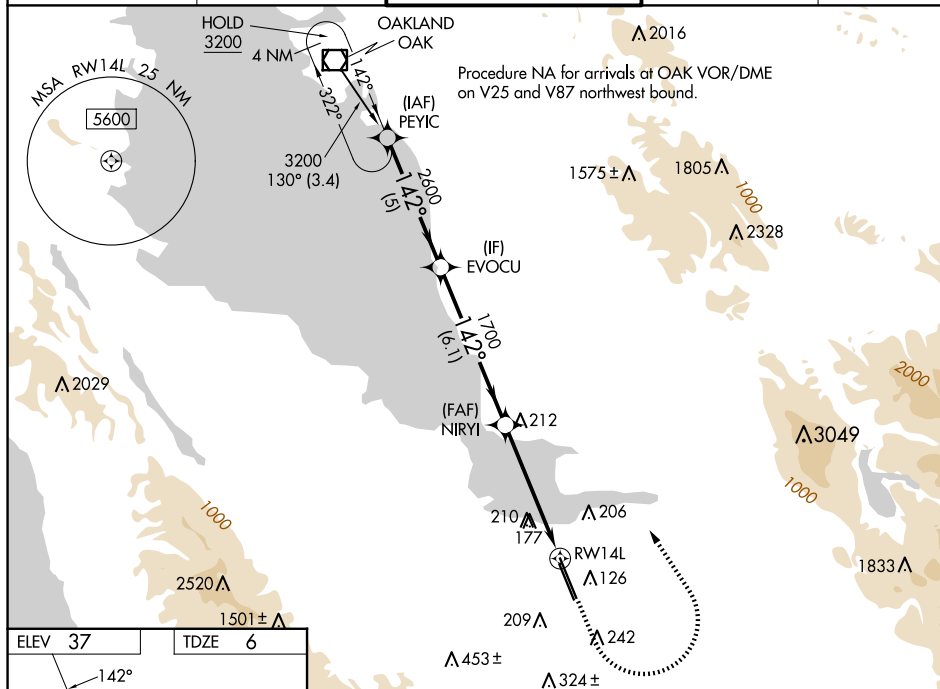 HOLD
3200
4 NM
OAKLAND
OAK
142°
322°
(IAF)
PEYIC
3200
130° (3.4)
MSA RW14L 25 NM
5600
Procedure NA for arrivals at OAK VOR/DME
on V25 and V87 northwest bound.
2016
1575 ±
1805
1000
2328
2600
142°
(5)
(IF)
EVOCU
1700
142°
(6.1)
2029
(FAF)
NIRYI
212
2000
3049
1000
1000
210
177
206
RW14L
126
2520
1833
1501 ±
209
242
453 ±
324 ±
ELEV 37
TDZE 6
142°